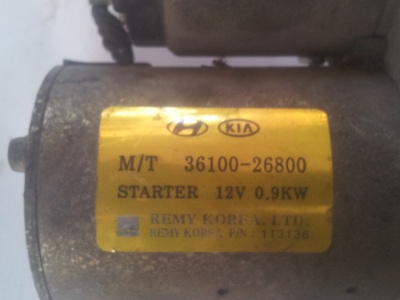 KIA
M/T 36100-26800
STARTER 12V 0.9KW
REMY KOREA, LTD.
REMY KOREA P/N : 113136